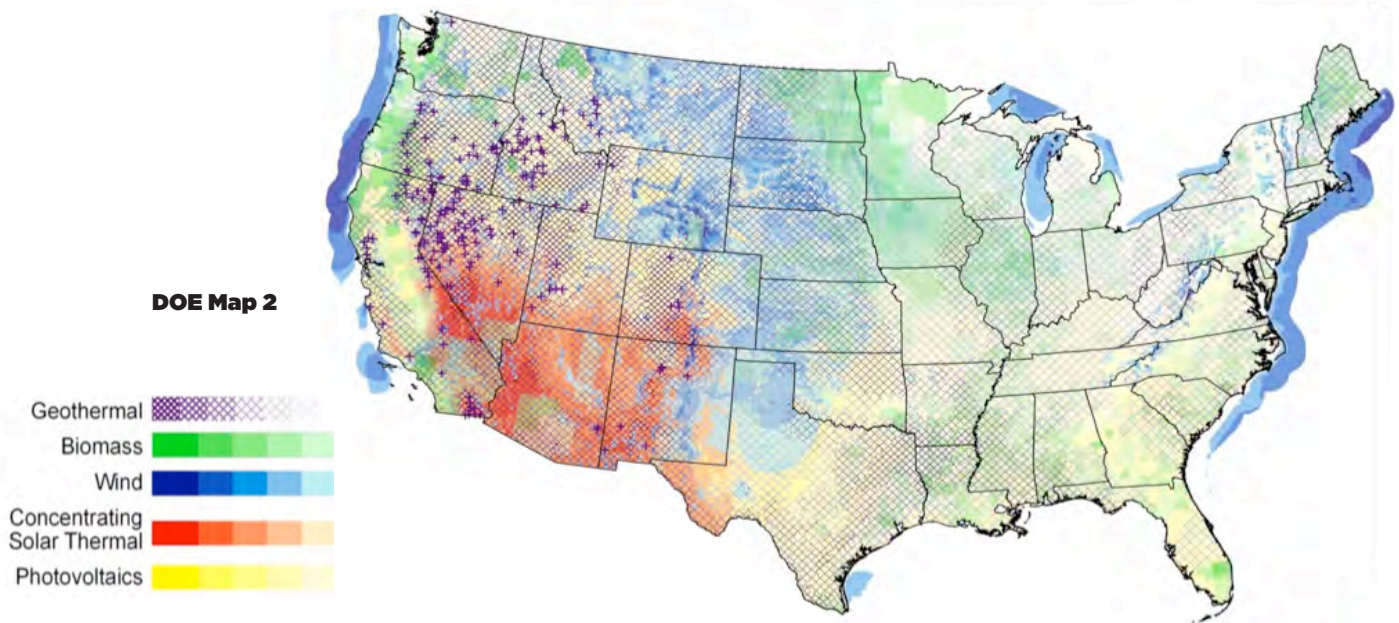 DOE Map 2
Geothermal
Biomass
Wind
Concentrating
Solar Thermal
Photovoltaics